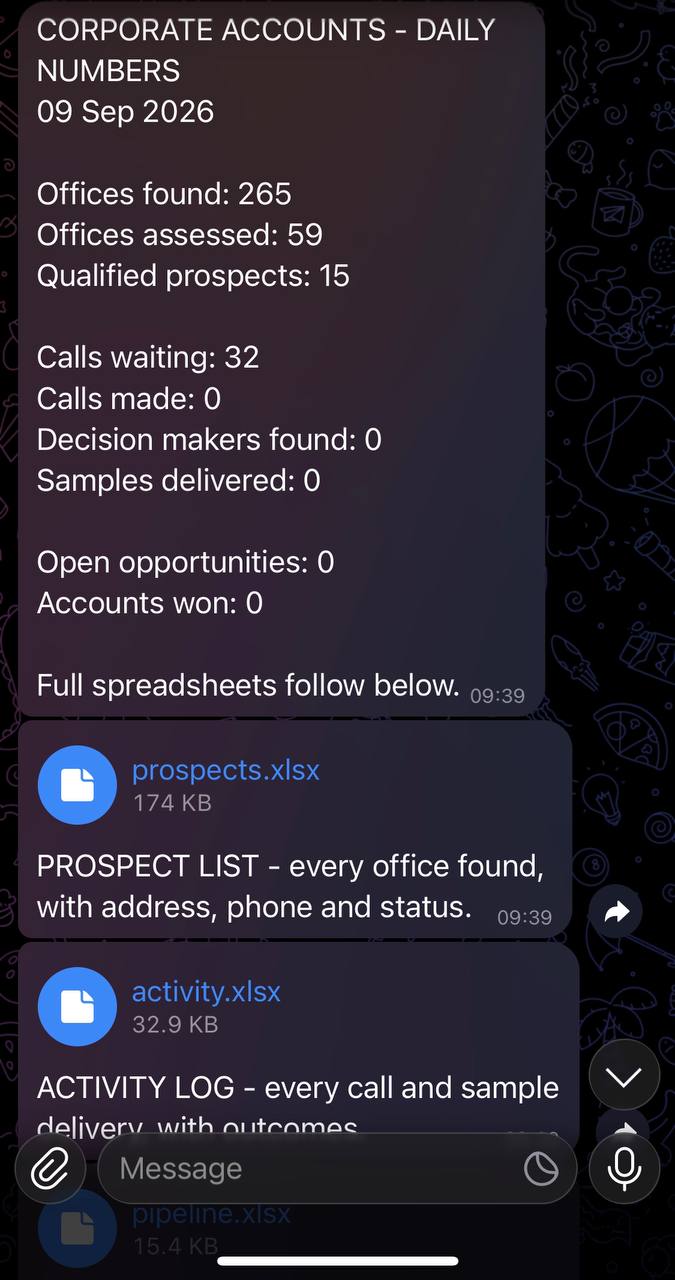 CORPORATE ACCOUNTS - DAILY
NUMBERS
09 Sep 2026
Offices found: 265
Offices assessed: 59
Qualified prospects: 15
Calls waiting: 32
Calls made: 0
Decision makers found: 0
Samples delivered: 0
Open opportunities: 0
Accounts won: 0
Full spreadsheets follow below. 09:39
prospects.xlsx
174 KB
PROSPECT LIST - every office found,
with address, phone and status. 09:39
activity.xlsx
32.9 KB
ACTIVITY LOG - every call and sample
delivery, with outcomes.
Message
pipeline.xlsx
15.4 KB